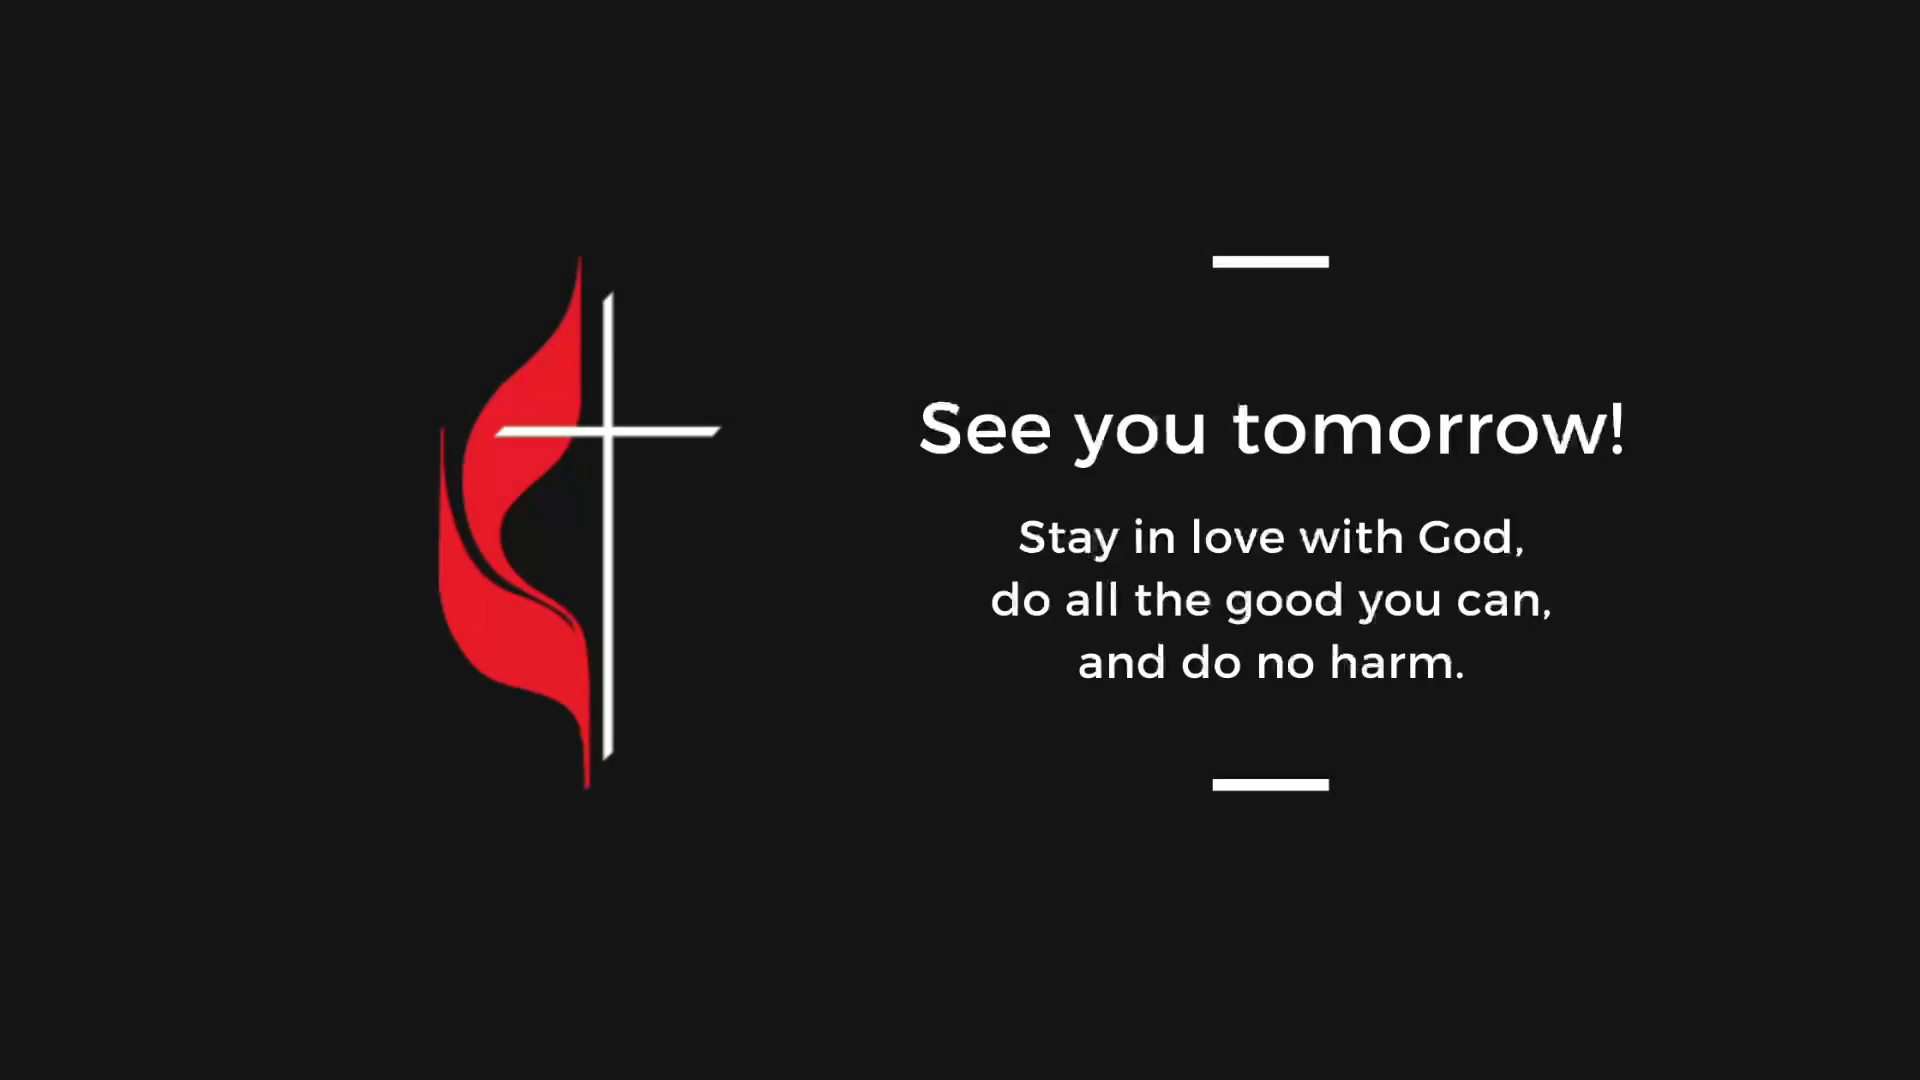 See you tomorrow!
Stay in love with God,
do all the good you can,
and do no harm.